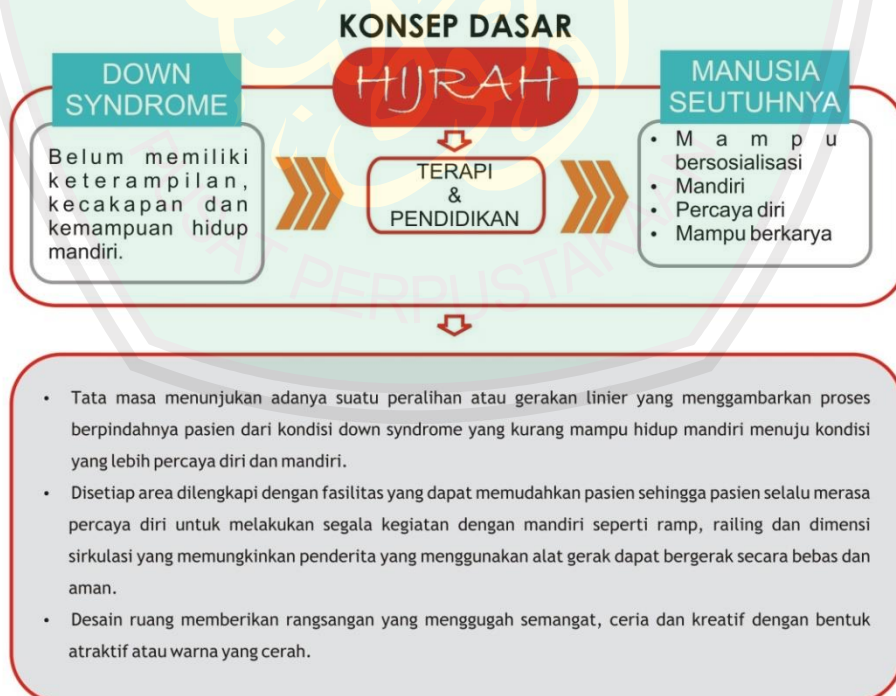 KONSEP DASAR
HIJRAH
DOWN
SYNDROME
Belum memiliki
keterampilan,
kecakapan dan
kemampuan hidup
mandiri.
TERAPI
&
PENDIDIKAN
MANUSIA
SEUTUHNYA
• Mampu
bersosialisasi
• Mandiri
• Percaya diri
• Mampu berkarya
PUSAT PERPUSTAKAAN
• Tata masa menunjukan adanya suatu peralihan atau gerakan linier yang menggambarkan proses
berpindahnya pasien dari kondisi down syndrome yang kurang mampu hidup mandiri menuju kondisi
yang lebih percaya diri dan mandiri.
• Disetiap area dilengkapi dengan fasilitas yang dapat memudahkan pasien sehingga pasien selalu merasa
percaya diri untuk melakukan segala kegiatan dengan mandiri seperti ramp, railing dan dimensi
sirkulasi yang memungkinkan penderita yang menggunakan alat gerak dapat bergerak secara bebas dan
aman.
• Desain ruang memberikan rangsangan yang menggugah semangat, ceria dan kreatif dengan bentuk
atraktif atau warna yang cerah.